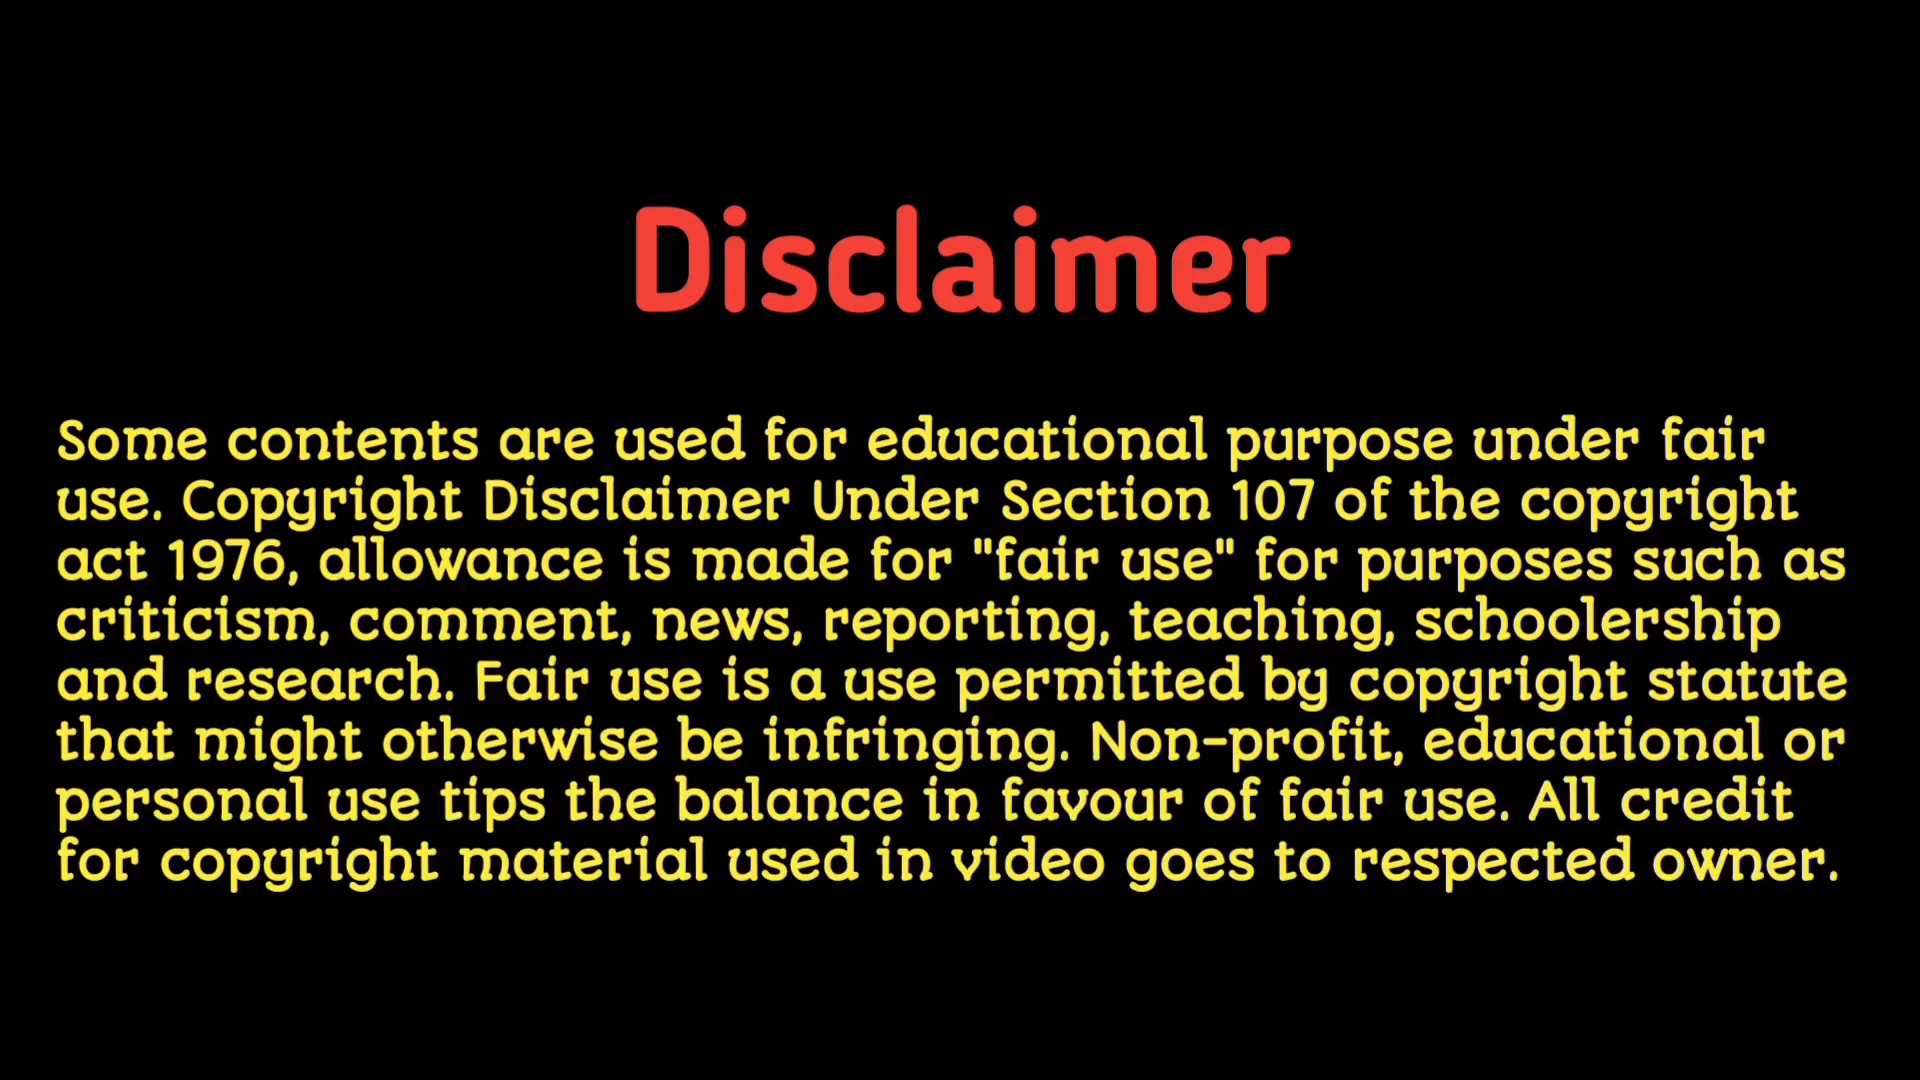 Disclaimer
Some contents are used for educational purpose under fair
use. Copyright Disclaimer Under Section 107 of the copyright
act 1976, allowance is made for "fair use" for purposes such as
criticism, comment, news, reporting, teaching, schoolership
and research. Fair use is a use permitted by copyright statute
that might otherwise be infringing. Non-profit, educational or
personal use tips the balance in favour of fair use. All credit
for copyright material used in video goes to respected owner.